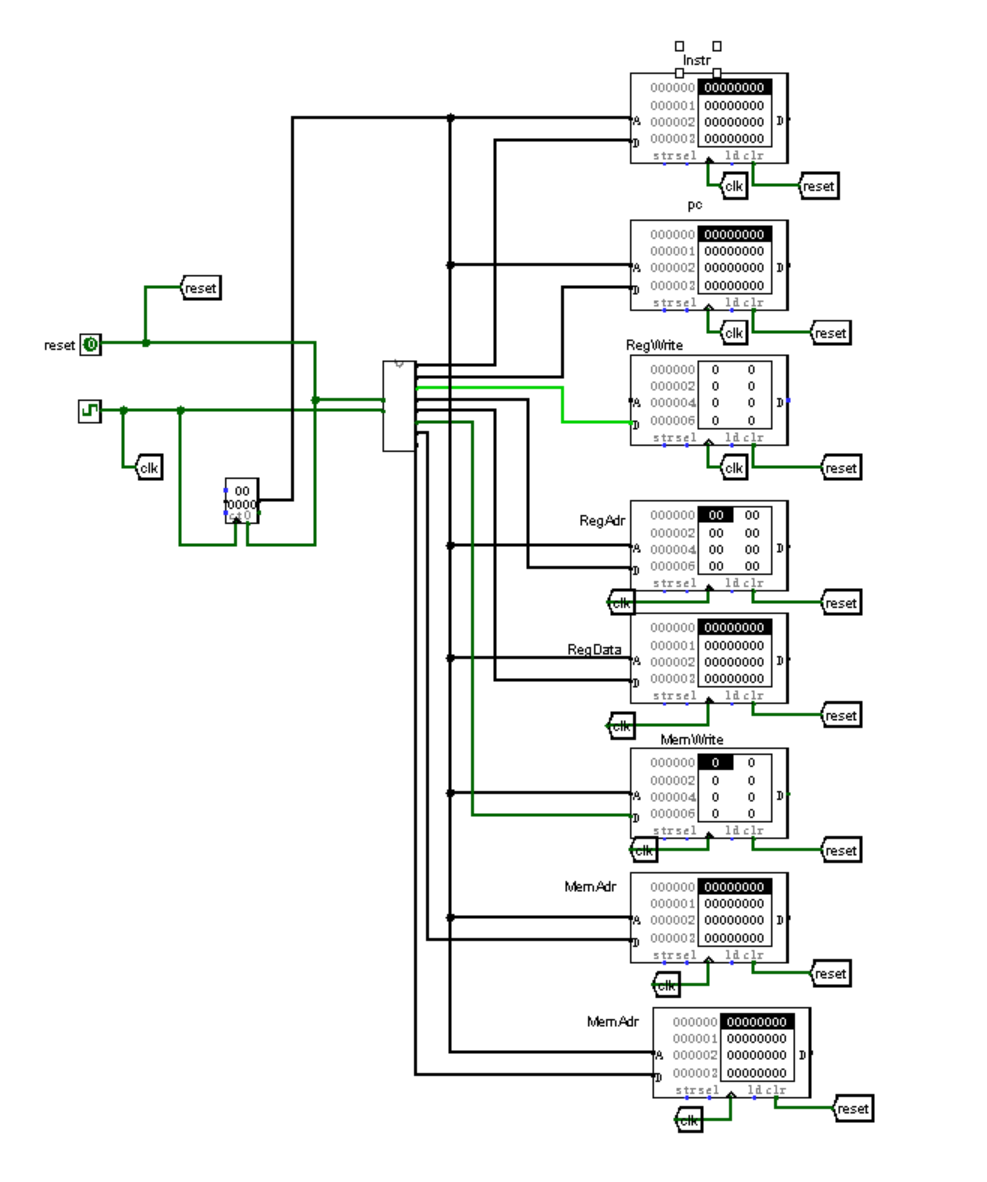 Instr
000000 00000000
000001 00000000
A 000002 00000000 D
D 000002 00000000
str sel ld clr
clk reset
pc
000000 00000000
000001 00000000
A 000002 00000000 D
D 000002 00000000
str sel ld clr
clk reset
reset
reset 0
RegWrite
000000 0 0
000002 0 0
A 000004 0 0 D
D 000006 0 0
str sel ld clr
clk reset
clk
00
0000
ct0
RegAdr
000000 00 00
000002 00 00
A 000004 00 00 D
D 000006 00 00
str sel ld clr
clk reset
RegData
000000 00000000
000001 00000000
A 000002 00000000 D
D 000002 00000000
str sel ld clr
clk reset
MemWrite
000000 0 0
000002 0 0
A 000004 0 0 D
D 000006 0 0
str sel ld clr
clk reset
MemAdr
000000 00000000
000001 00000000
A 000002 00000000 D
D 000002 00000000
str sel ld clr
clk reset
MemAdr
000000 00000000
000001 00000000
A 000002 00000000 D
D 000002 00000000
str sel ld clr
clk reset